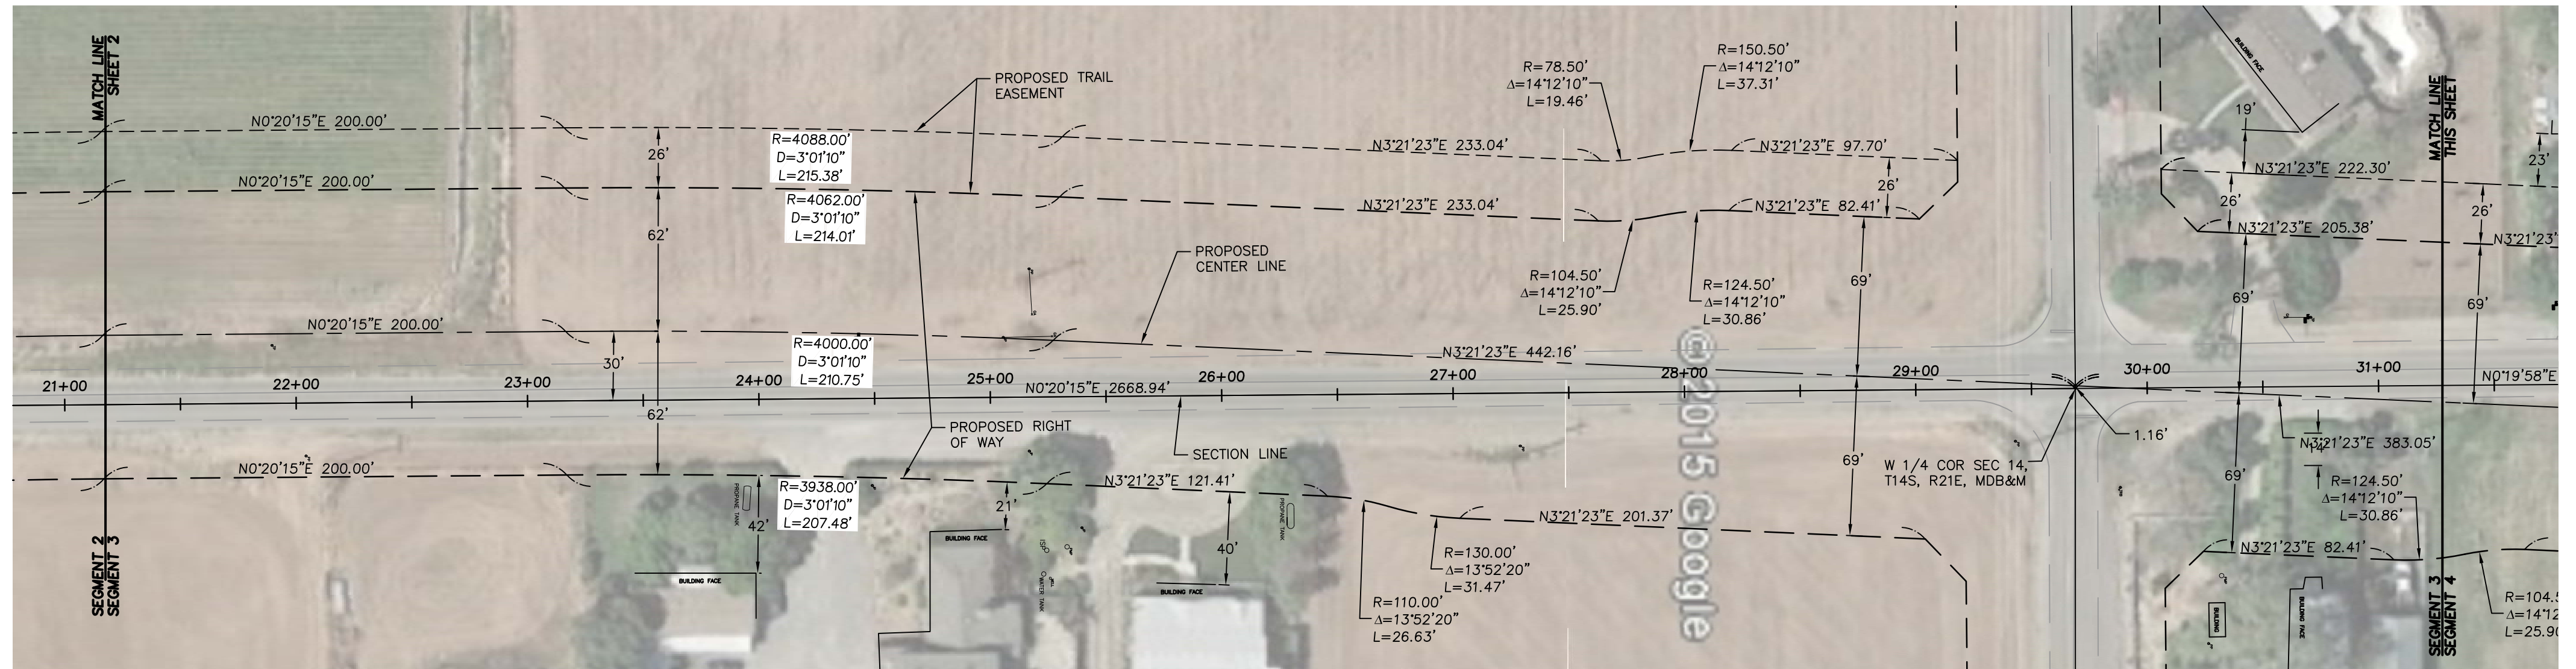 MATCH LINE
SHEET 2
N0°20'15"E 200.00'
PROPOSED TRAIL
EASEMENT
R=4088.00'
D=3°01'10"
L=215.38'
26'
N3°21'23"E 233.04'
R=78.50'
Δ=14°12'10"
L=19.46'
R=150.50'
Δ=14°12'10"
L=37.31'
N3°21'23"E 97.70'
BUILDING FACE
19'
MATCH LINE
THIS SHEET
N3°21'23"E 222.30'
23'
N0°20'15"E 200.00'
R=4062.00'
D=3°01'10"
L=214.01'
62'
N3°21'23"E 233.04'
N3°21'23"E 82.41'
26'
26'
N3°21'23"E 205.38'
26'
N3°21'23"
PROPOSED
CENTER LINE
R=104.50'
Δ=14°12'10"
L=25.90'
R=124.50'
Δ=14°12'10"
L=30.86'
69'
69'
69'
N0°20'15"E 200.00'
30'
R=4000.00'
D=3°01'10"
L=210.75'
N3°21'23"E 442.16'
21+00
22+00
23+00
24+00
25+00
26+00
27+00
28+00
29+00
30+00
31+00
N0°20'15"E 2668.94'
N0°19'58"E
62'
PROPOSED RIGHT
OF WAY
SECTION LINE
1.16'
W 1/4 COR SEC 14,
T14S, R21E, MDB&M
N3°21'23"E 383.05'
14'
© 2015 Google
N0°20'15"E 200.00'
R=3938.00'
D=3°01'10"
L=207.48'
PROPANE TANK
42'
BUILDING FACE
21'
BUILDING FACE
N3°21'23"E 121.41'
WATER TANK
40'
BUILDING FACE
PROPANE TANK
N3°21'23"E 201.37'
R=130.00'
Δ=13°52'20"
L=31.47'
R=110.00'
Δ=13°52'20"
L=26.63'
69'
69'
R=124.50'
Δ=14°12'10"
L=30.86'
N3°21'23"E 82.41'
BUILDING
BUILDING FACE
R=104.5
Δ=14°12
L=25.90
SEGMENT 2
SEGMENT 3
SEGMENT 3
SEGMENT 4